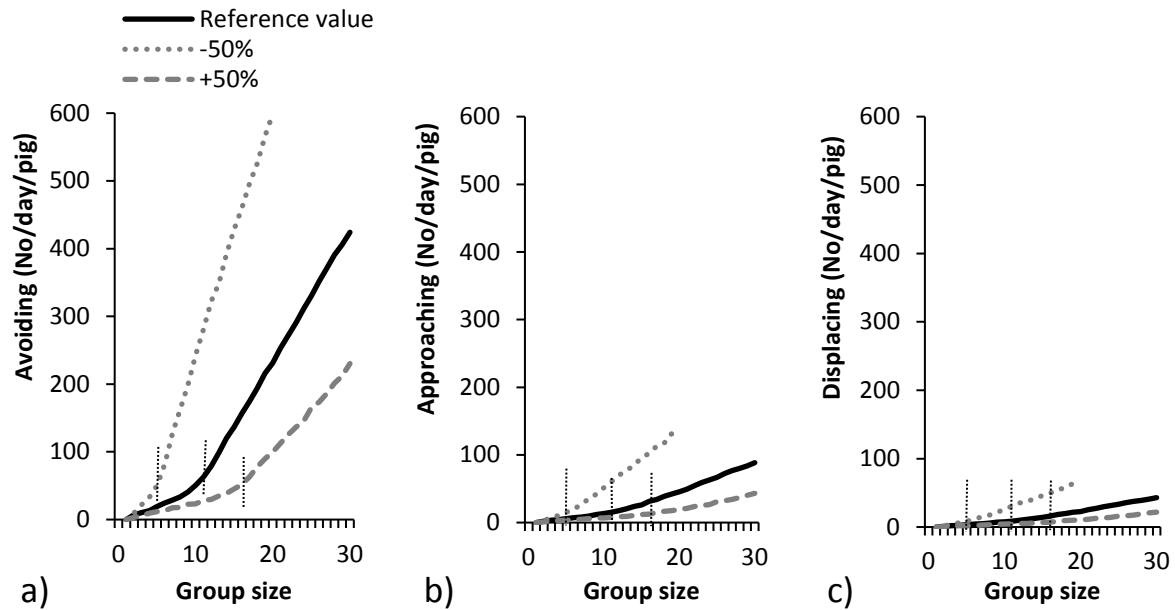 Reference value
-50%
+50%
Avoiding (No/day/pig)
600
500
400
300
200
100
0
0 10 20 30
Group size
a)
Approaching (No/day/pig)
600
500
400
300
200
100
0
0 10 20 30
Group size
b)
Displacing (No/day/pig)
600
500
400
300
200
100
0
0 10 20 30
Group size
c)